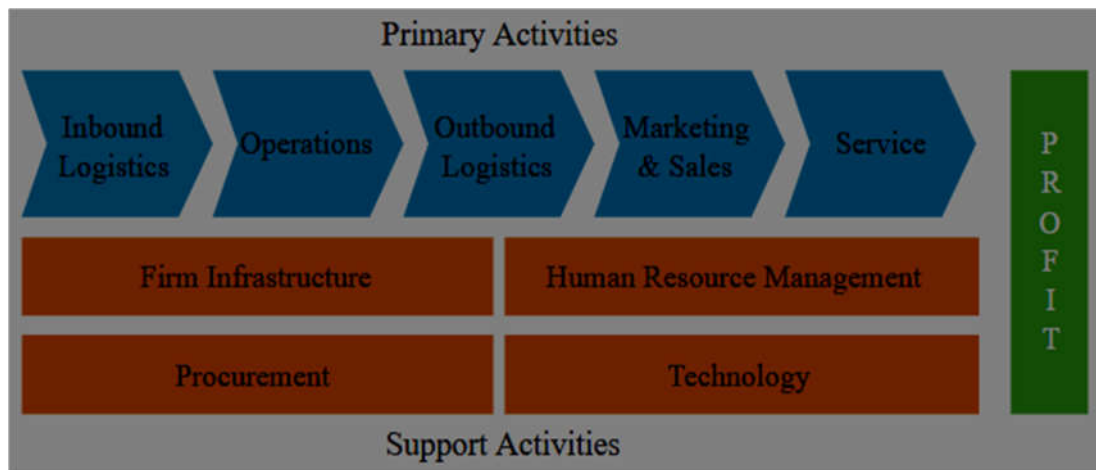 Primary Activities
Inbound
Logistics
Operations
Outbound
Logistics
Marketing
& Sales
Service
Firm Infrastructure
Human Resource Management
Procurement
Technology
Support Activities
P
R
O
F
I
T